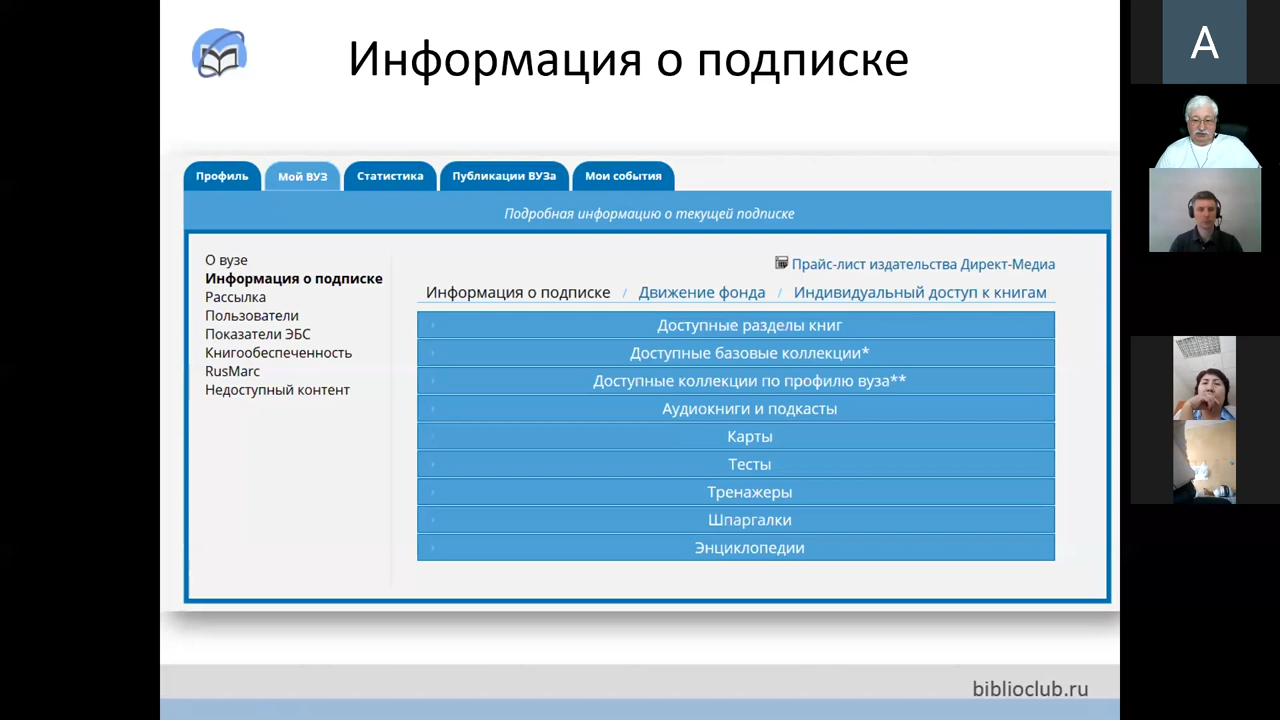 Информация о подписке
A
Профиль
Мой ВУЗ
Статистика
Публикации ВУЗа
Мои события
Подробная информацию о текущей подписке
О вузе
Информация о подписке
Рассылка
Пользователи
Показатели ЭБС
Книгообеспеченность
RusMarc
Недоступный контент
Прайс-лист издательства Директ-Медиа
Информация о подписке / Движение фонда / Индивидуальный доступ к книгам
Доступные разделы книг
Доступные базовые коллекции*
Доступные коллекции по профилю вуза**
Аудиокниги и подкасты
Карты
Тесты
Тренажеры
Шпаргалки
Энциклопедии
biblioclub.ru